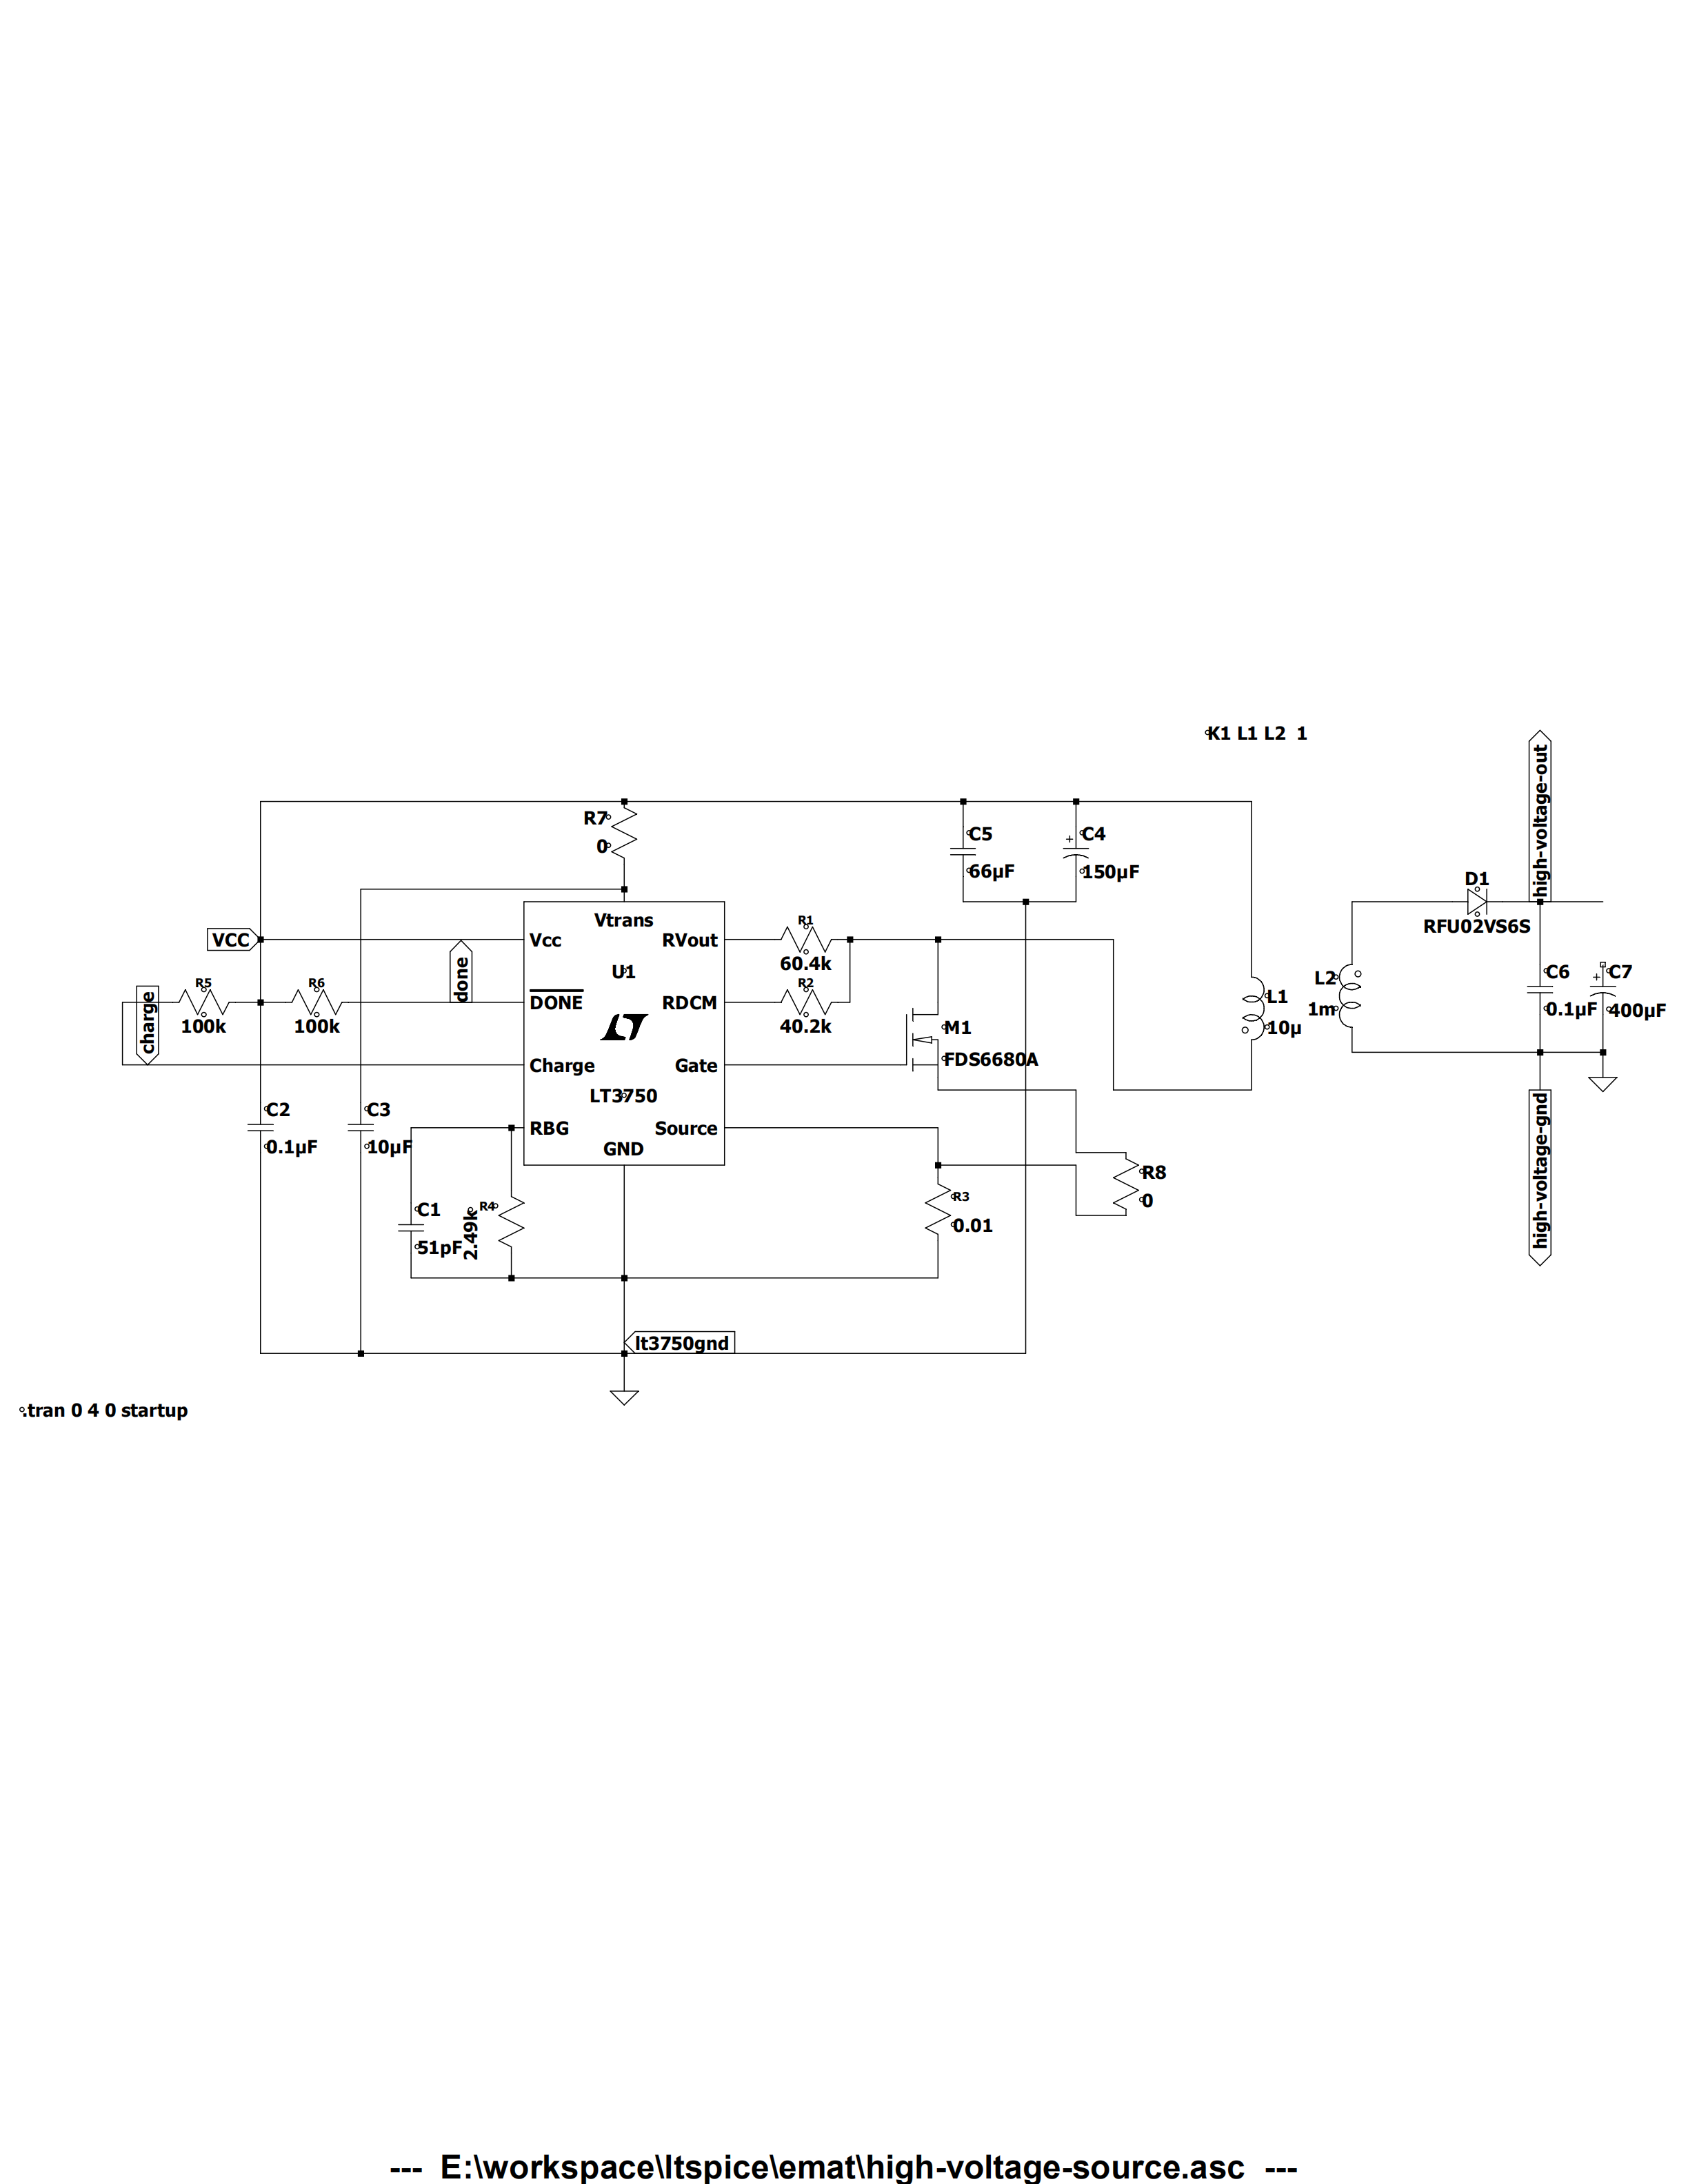 K1 L1 L2 1
high-voltage-out
R7
0
C5
66µF
C4
150µF
D1
RFU02VS6S
Vtrans
VCC
Vcc
RVout
R1
60.4k
done
U1
R5
100k
R6
100k
DONE
RDCM
R2
40.2k
charge
L1
10µ
L2
1m
C6
0.1µF
C7
400µF
+
+
M1
FDS6680A
Charge
Gate
LT3750
C2
0.1µF
C3
10µF
RBG
Source
GND
R8
0
high-voltage-gnd
C1
51pF
R4
2.49k
R3
0.01
lt3750gnd
.tran 0 4 0 startup
--- E:\workspace\ltspice\emat\high-voltage-source.asc ---